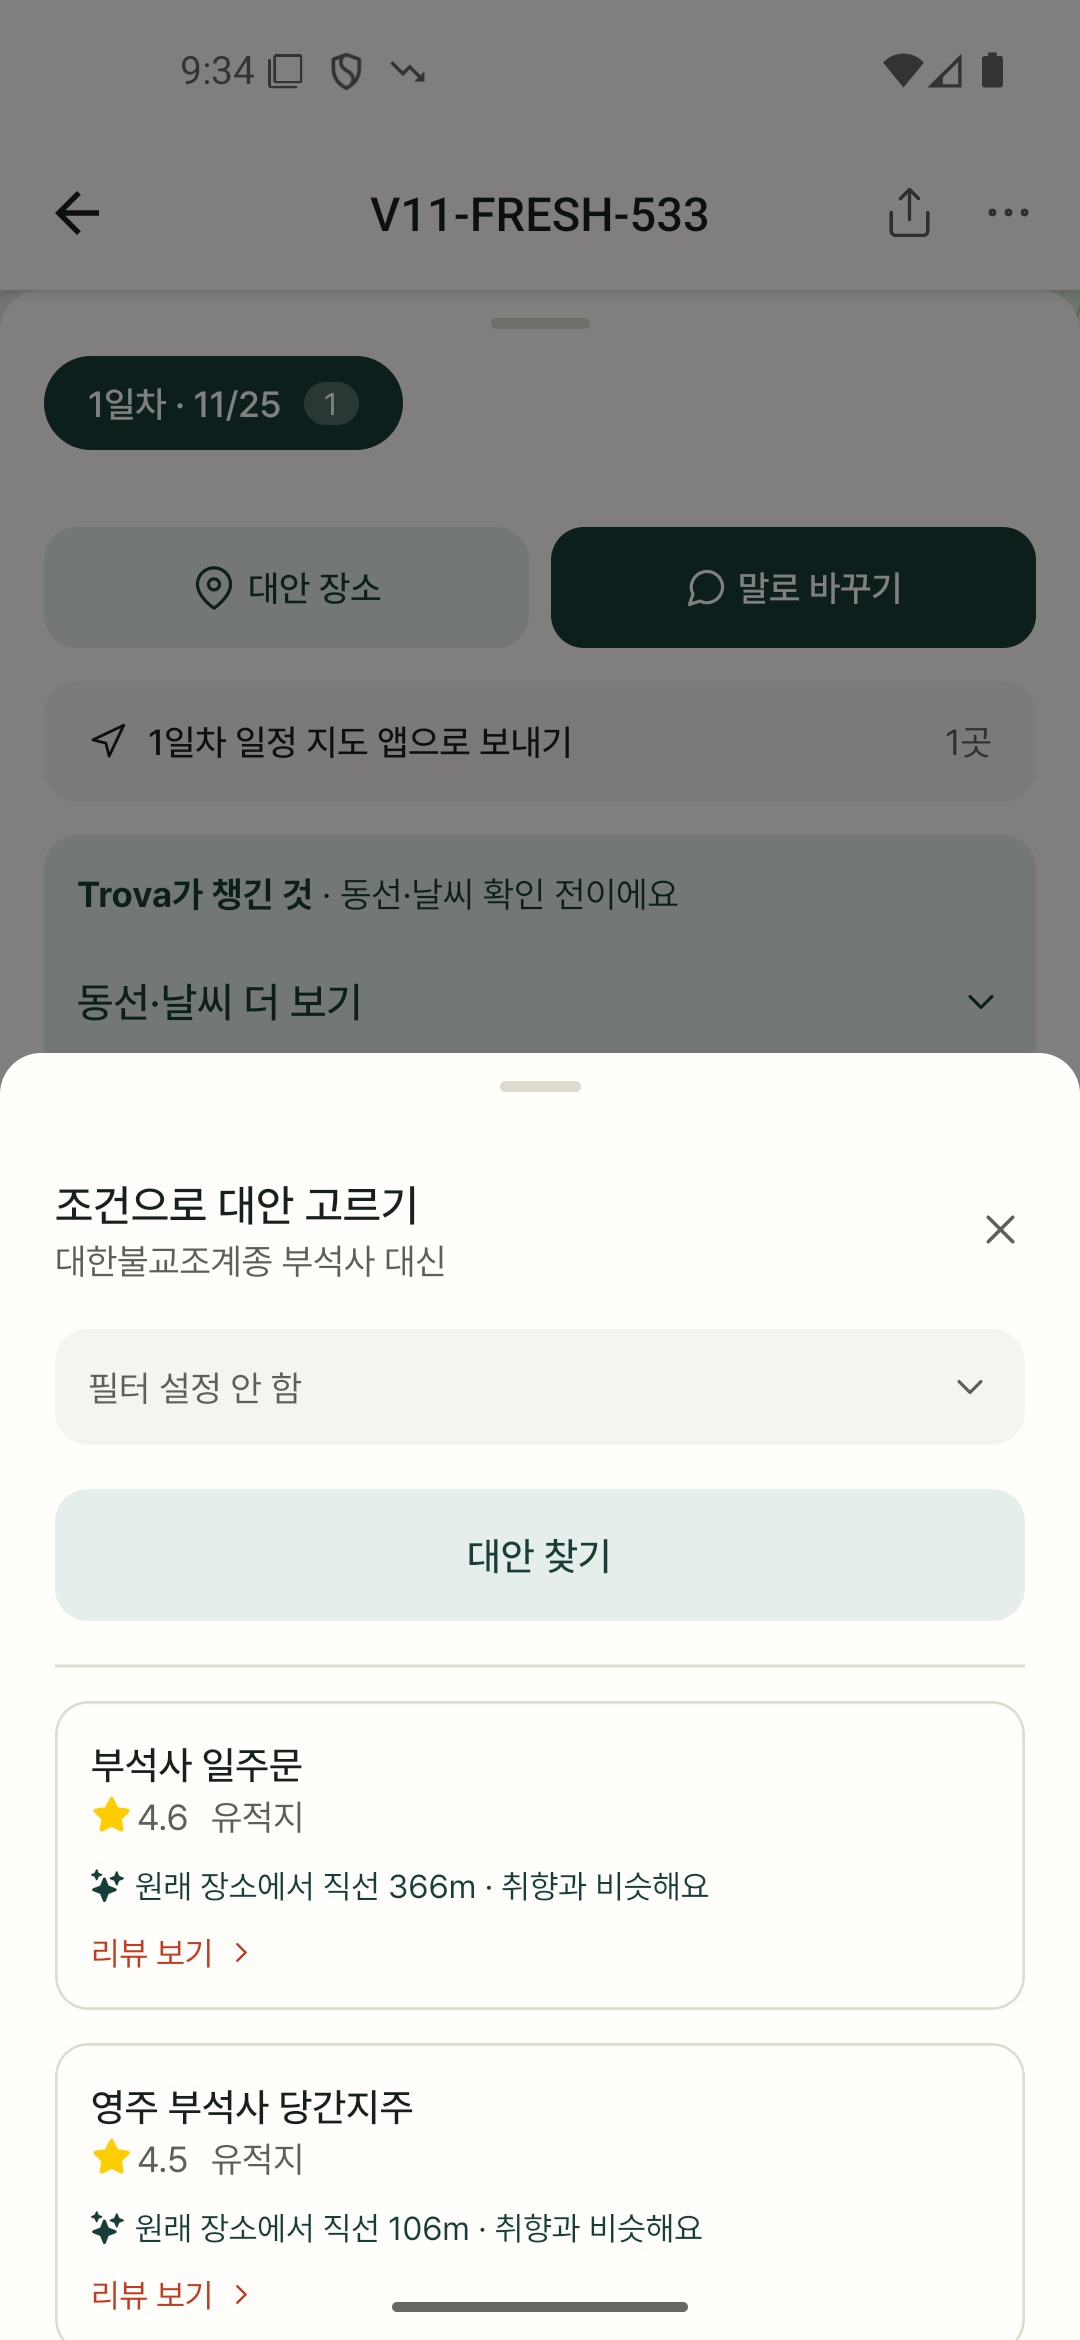 9:34
V11-FRESH-533
1일차 · 11/25 1
대안 장소
말로 바꾸기
1일차 일정 지도 앱으로 보내기 1곳
Trova가 챙긴 것 · 동선·날씨 확인 전이에요
동선·날씨 더 보기
조건으로 대안 고르기
대한불교조계종 부석사 대신
필터 설정 안 함
대안 찾기
부석사 일주문
4.6 유적지
원래 장소에서 직선 366m · 취향과 비슷해요
리뷰 보기
영주 부석사 당간지주
4.5 유적지
원래 장소에서 직선 106m · 취향과 비슷해요
리뷰 보기